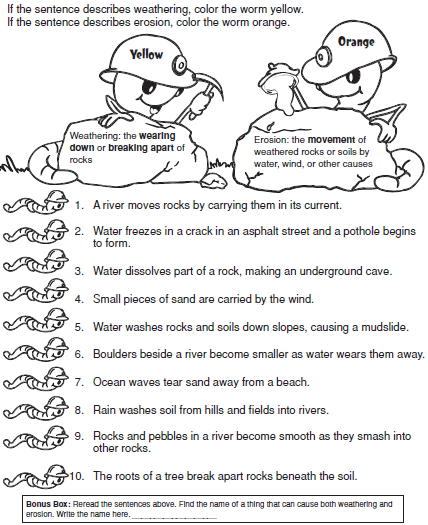 If the sentence describes weathering, color the worm yellow.
If the sentence describes erosion, color the worm orange.
Yellow
Orange
Weathering: the wearing
down or breaking apart of
rocks
Erosion: the movement of
weathered rocks or soils by
water, wind, or other causes
1. A river moves rocks by carrying them in its current.
2. Water freezes in a crack in an asphalt street and a pothole begins
to form.
3. Water dissolves part of a rock, making an underground cave.
4. Small pieces of sand are carried by the wind.
5. Water washes rocks and soils down slopes, causing a mudslide.
6. Boulders beside a river become smaller as water wears them away.
7. Ocean waves tear sand away from a beach.
8. Rain washes soil from hills and fields into rivers.
9. Rocks and pebbles in a river become smooth as they smash into
other rocks.
10. The roots of a tree break apart rocks beneath the soil.
Bonus Box: Reread the sentences above. Find the name of a thing that can cause both weathering and
erosion. Write the name here. ____________________